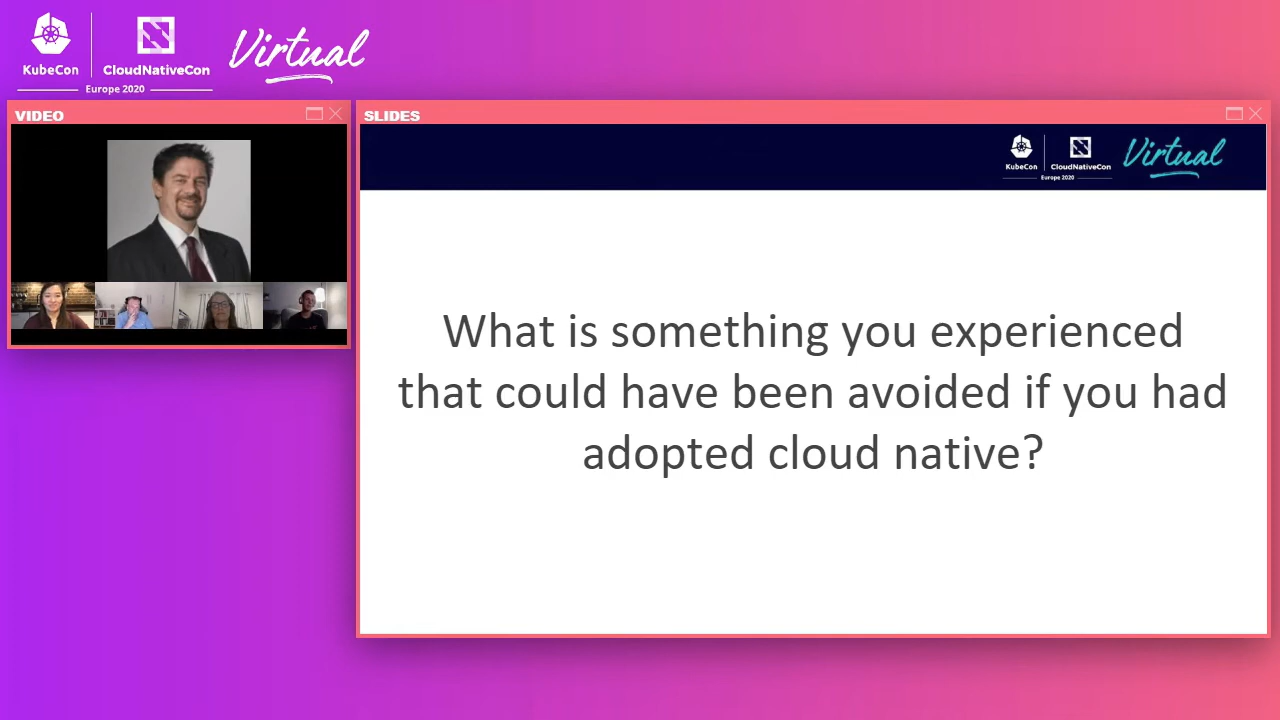 KubeCon
CloudNativeCon
Europe 2020
Virtual
VIDEO
SLIDES
KubeCon
CloudNativeCon
Europe 2020
Virtual
What is something you experienced
that could have been avoided if you had
adopted cloud native?